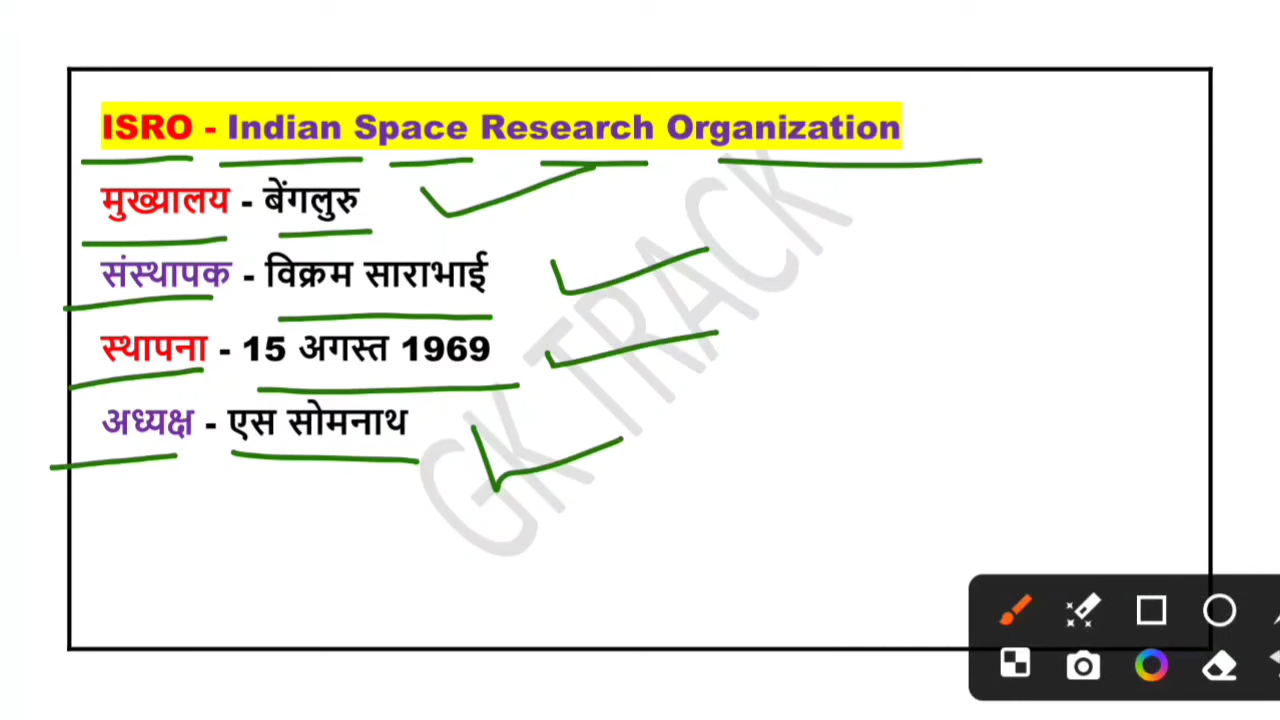 ISRO - Indian Space Research Organization
मुख्यालय - बेंगलुरु
संस्थापक - विक्रम साराभाई
स्थापना - 15 अगस्त 1969
अध्यक्ष - एस सोमनाथ
GK TRACK